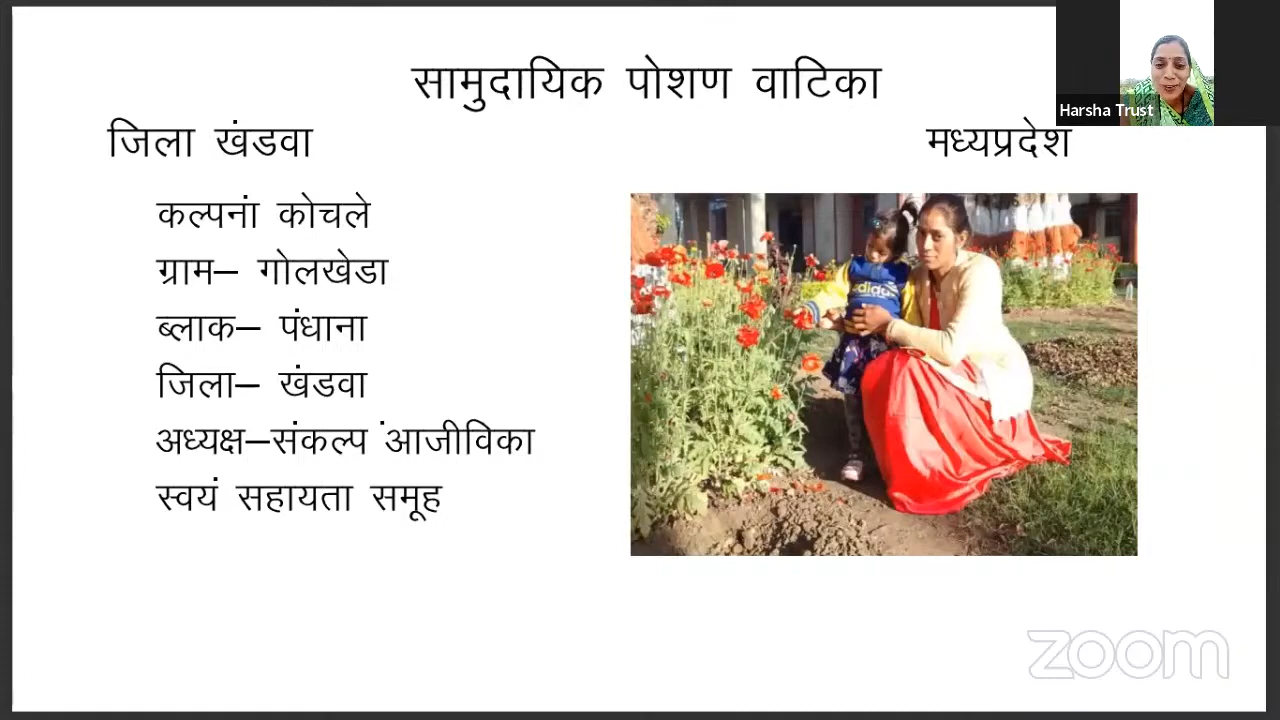 सामुदायिक पोशण वाटिका
जिला खंडवा
मध्यप्रदेश
कल्पनां कोचले
ग्राम– गोलखेडा
ब्लाक– पंधाना
जिला– खंडवा
अध्यक्ष–संकल्प ंआजीविका
स्वयं सहायता समूह
Harsha Trust
adidas
zoom